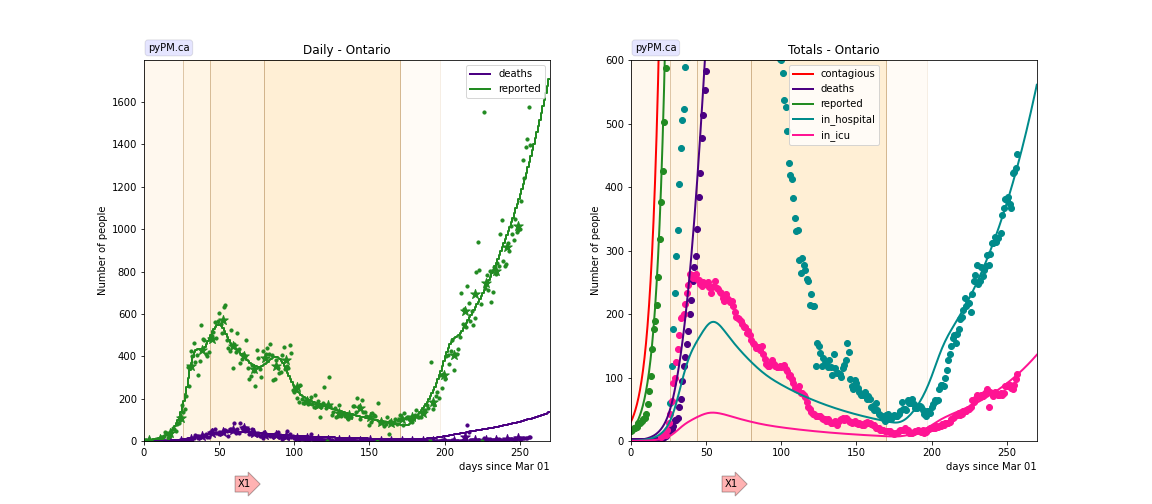 pyPM.ca
Daily - Ontario
deaths
reported
Number of people
1600
1400
1200
1000
800
600
400
200
0
0 50 100 150 200 250
days since Mar 01
X1
pyPM.ca
Totals - Ontario
contagious
deaths
reported
in_hospital
in_icu
Number of people
600
500
400
300
200
100
0
0 50 100 150 200 250
days since Mar 01
X1